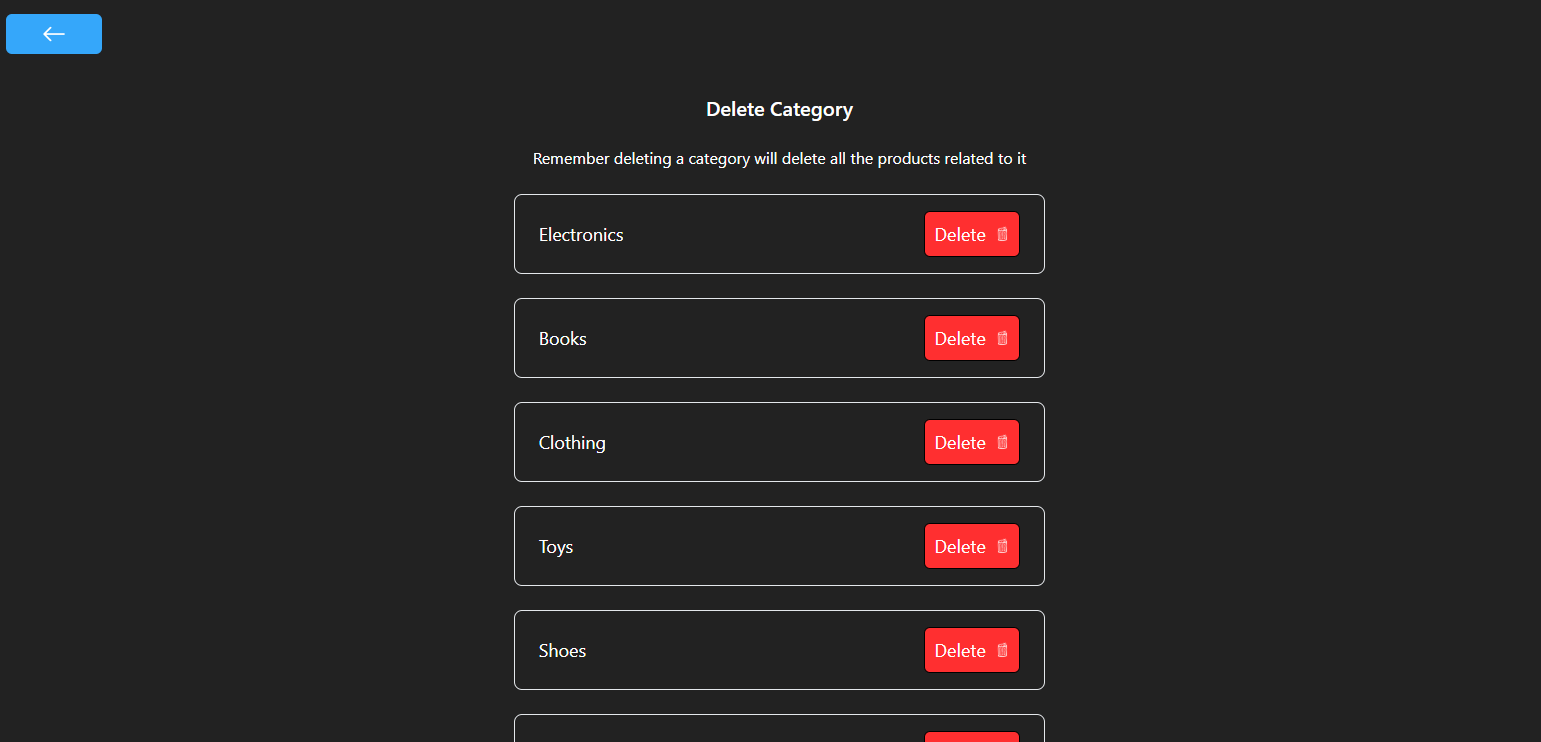 Delete Category
Remember deleting a category will delete all the products related to it
Electronics
Delete
Books
Delete
Clothing
Delete
Toys
Delete
Shoes
Delete